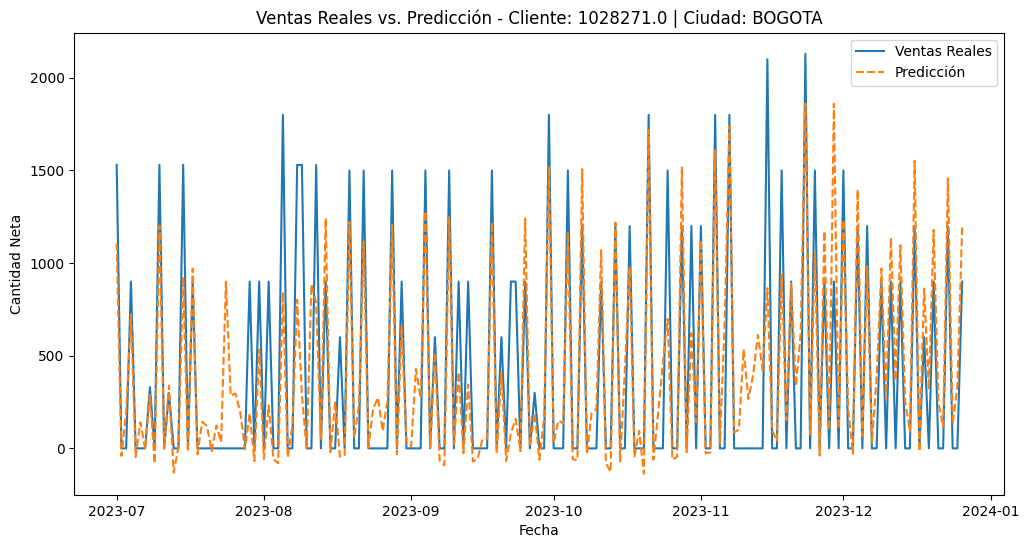 Ventas Reales vs. Predicción - Cliente: 1028271.0 | Ciudad: BOGOTA
Ventas Reales
Predicción
Cantidad Neta
2000
1500
1000
500
0
2023-07
2023-08
2023-09
2023-10
2023-11
2023-12
2024-01
Fecha